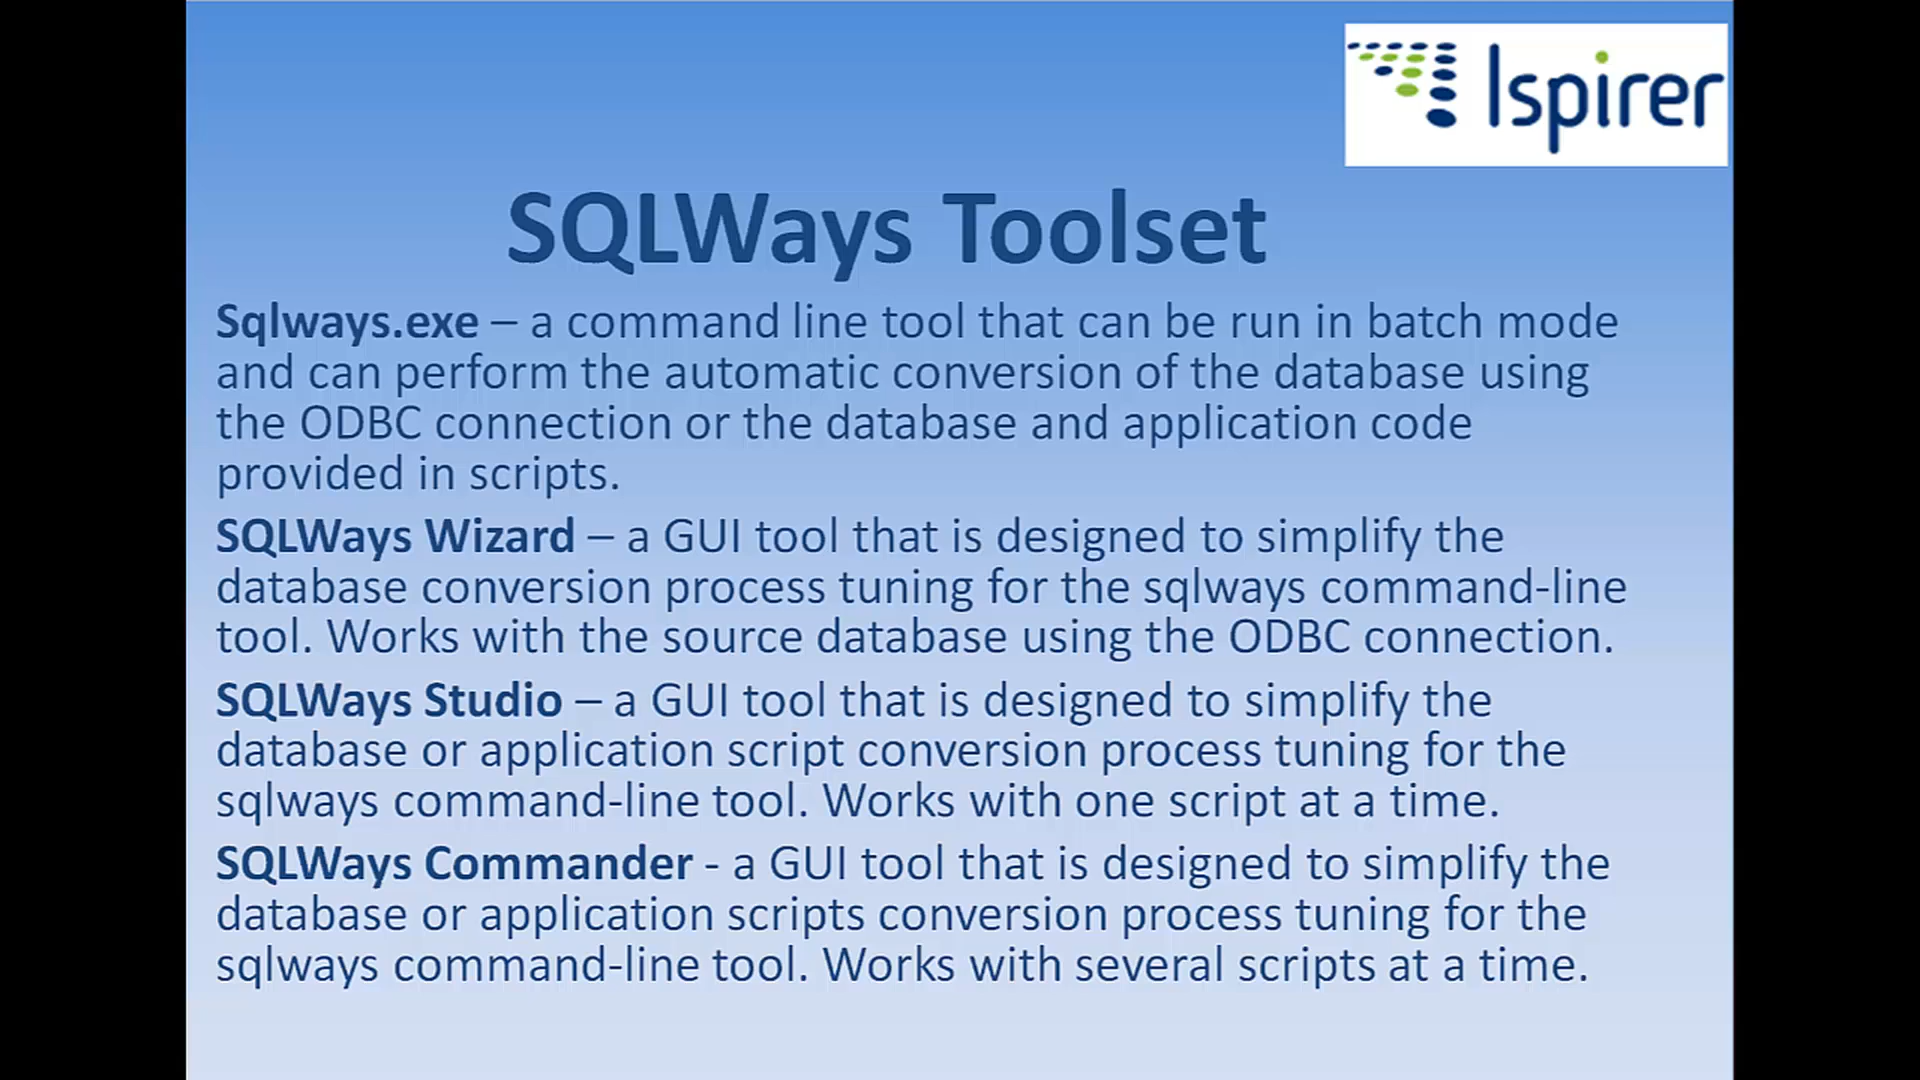 Ispirer
SQLWays Toolset
Sqlways.exe – a command line tool that can be run in batch mode
and can perform the automatic conversion of the database using
the ODBC connection or the database and application code
provided in scripts.
SQLWays Wizard – a GUI tool that is designed to simplify the
database conversion process tuning for the sqlways command-line
tool. Works with the source database using the ODBC connection.
SQLWays Studio – a GUI tool that is designed to simplify the
database or application script conversion process tuning for the
sqlways command-line tool. Works with one script at a time.
SQLWays Commander - a GUI tool that is designed to simplify the
database or application scripts conversion process tuning for the
sqlways command-line tool. Works with several scripts at a time.